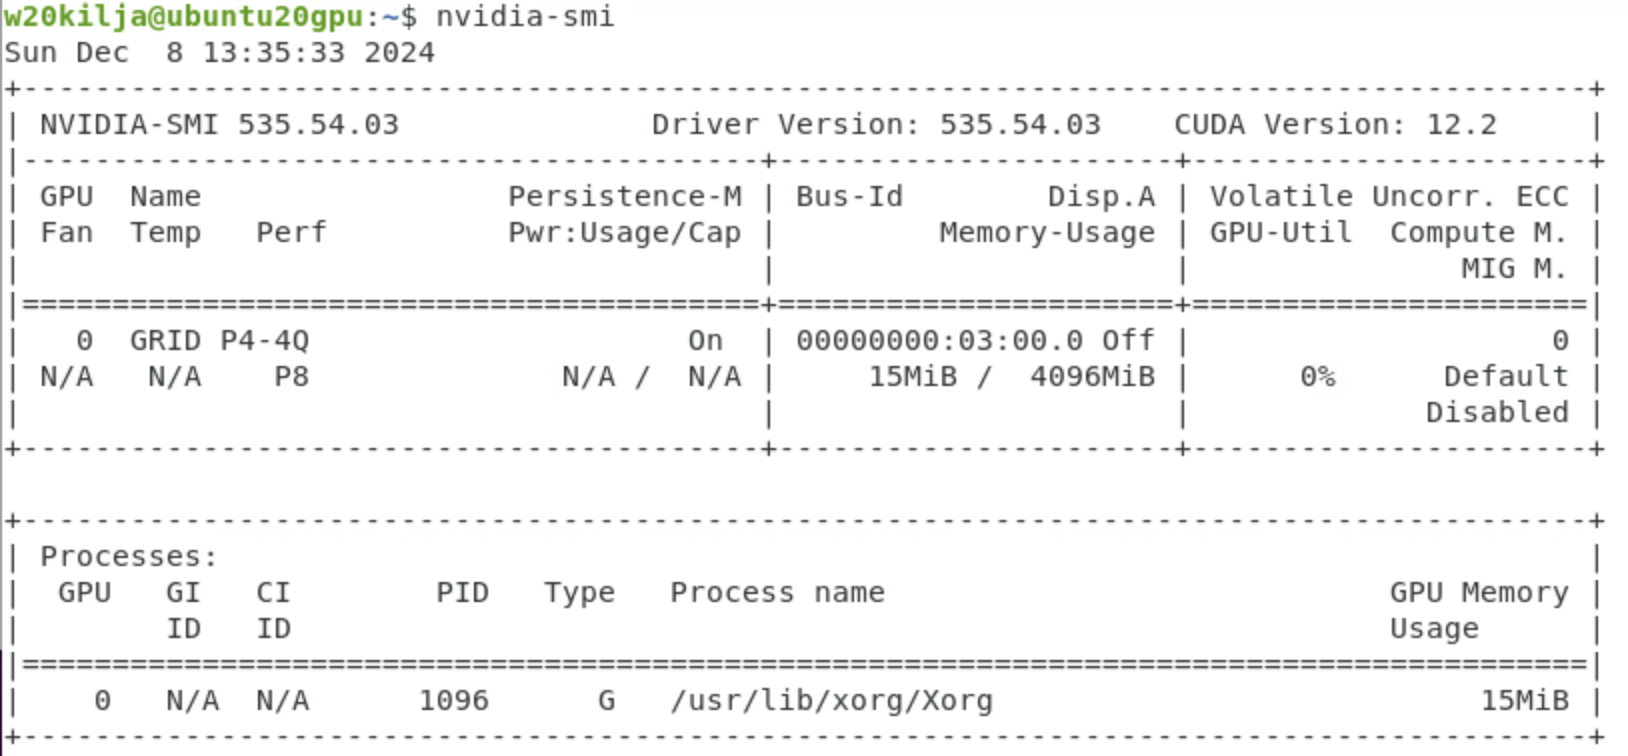 w20kilja@ubuntu20gpu:~$ nvidia-smi
Sun Dec  8 13:35:33 2024
+---------------------------------------------------------------------------------------+
| NVIDIA-SMI 535.54.03              Driver Version: 535.54.03    CUDA Version: 12.2     |
|-----------------------------------------+----------------------+----------------------+
| GPU  Name                 Persistence-M | Bus-Id        Disp.A | Volatile Uncorr. ECC |
| Fan  Temp   Perf          Pwr:Usage/Cap |         Memory-Usage | GPU-Util  Compute M. |
|                                         |                      |               MIG M. |
|=========================================+======================+======================|
|   0  GRID P4-4Q                     On  | 00000000:03:00.0 Off |                    0 |
| N/A   N/A    P8              N/A /  N/A |     15MiB /  4096MiB |      0%      Default |
|                                         |                      |             Disabled |
+-----------------------------------------+----------------------+----------------------+
+---------------------------------------------------------------------------------------+
| Processes:                                                                            |
|  GPU   GI   CI        PID   Type   Process name                            GPU Memory |
|        ID   ID                                                             Usage      |
|=======================================================================================|
|    0   N/A  N/A      1096      G   /usr/lib/xorg/Xorg                           15MiB |
+---------------------------------------------------------------------------------------+